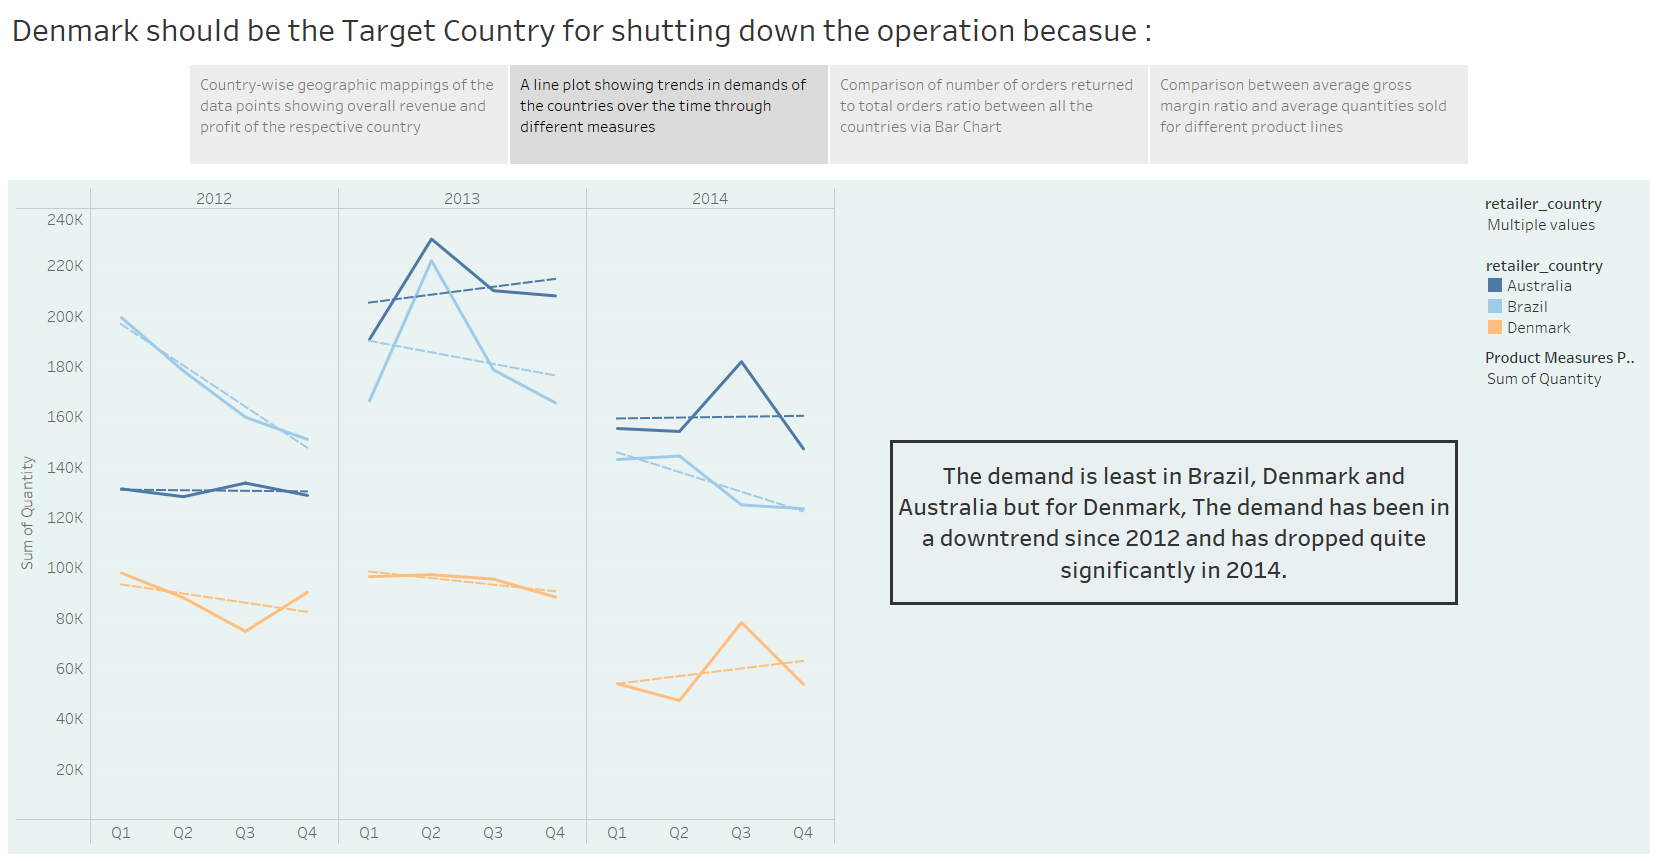 Denmark should be the Target Country for shutting down the operation becasue :
Country-wise geographic mappings of the
data points showing overall revenue and
profit of the respective country
A line plot showing trends in demands of
the countries over the time through
different measures
Comparison of number of orders returned
to total orders ratio between all the
countries via Bar Chart
Comparison between average gross
margin ratio and average quantities sold
for different product lines
2012 2013 2014
240K
220K
200K
180K
160K
140K
120K
100K
80K
60K
40K
20K
Sum of Quantity
Q1 Q2 Q3 Q4 Q1 Q2 Q3 Q4 Q1 Q2 Q3 Q4
The demand is least in Brazil, Denmark and
Australia but for Denmark, The demand has been in
a downtrend since 2012 and has dropped quite
significantly in 2014.
retailer_country
Multiple values
retailer_country
Australia
Brazil
Denmark
Product Measures P..
Sum of Quantity